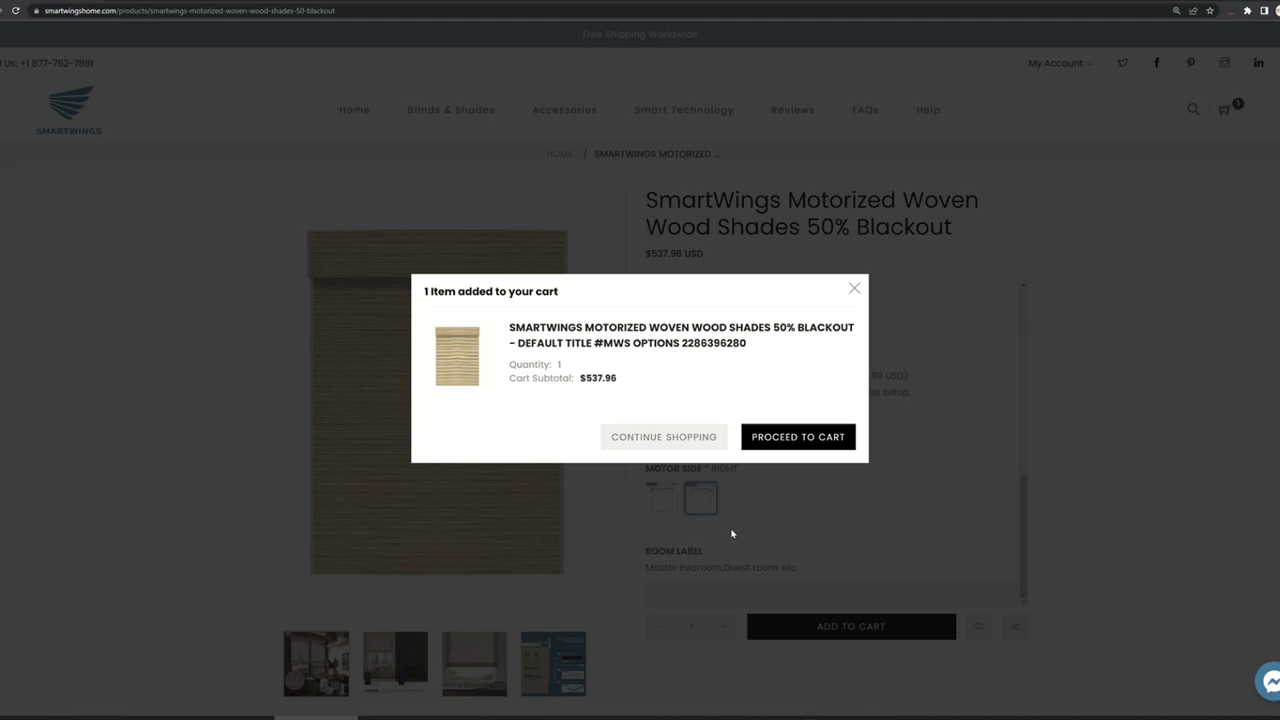 smartwingshome.com/products/smartwings-motorized-woven-wood-shades-50-blackout
Free Shipping Worldwide
Us: +1 877-762-7861
My Account
SMARTWINGS
Home
Blinds & Shades
Accessories
Smart Technology
Reviews
FAQs
Help
1
HOME / SMARTWINGS MOTORIZED ...
SmartWings Motorized Woven
Wood Shades 50% Blackout
$537.96 USD
1 Item added to your cart
SMARTWINGS MOTORIZED WOVEN WOOD SHADES 50% BLACKOUT
- DEFAULT TITLE #MWS OPTIONS 2286396280
Quantity: 1
Cart Subtotal: $537.96
.99 USD)
setup.
CONTINUE SHOPPING
PROCEED TO CART
MOTOR SIDE * RIGHT
ROOM LABEL
Master Bedroom,Guest room, etc
- 1 +
ADD TO CART